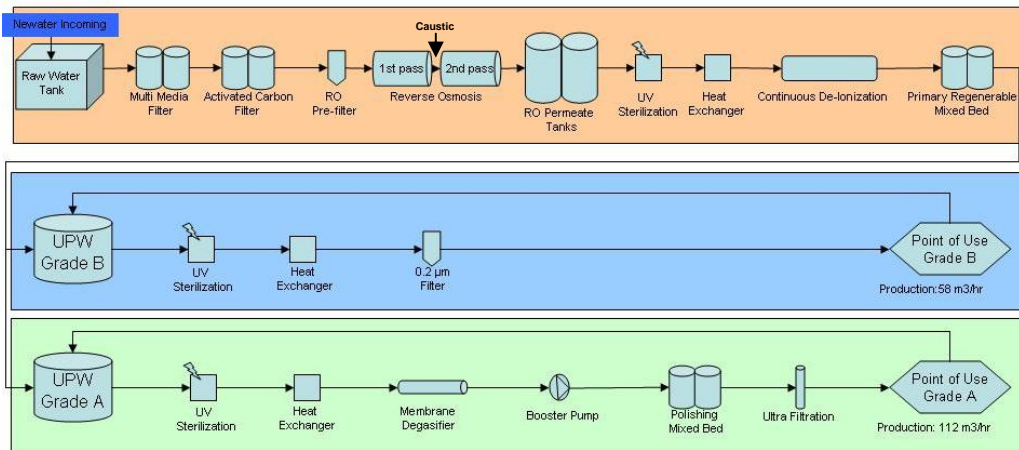 Newater Incoming
Caustic
Raw Water
Tank
Multi Media
Filter
Activated Carbon
Filter
RO
Pre-filter
1st pass
2nd pass
Reverse Osmosis
RO Permeate
Tanks
UV
Sterilization
Heat
Exchanger
Continuous De-Ionization
Primary Regenerable
Mixed Bed
UPW
Grade B
UV
Sterilization
Heat
Exchanger
0.2 µm
Filter
Point of Use
Grade B
Production:58 m3/hr
UPW
Grade A
UV
Sterilization
Heat
Exchanger
Membrane
Degasifier
Booster Pump
Polishing
Mixed Bed
Ultra Filtration
Point of Use
Grade A
Production: 112 m3/hr